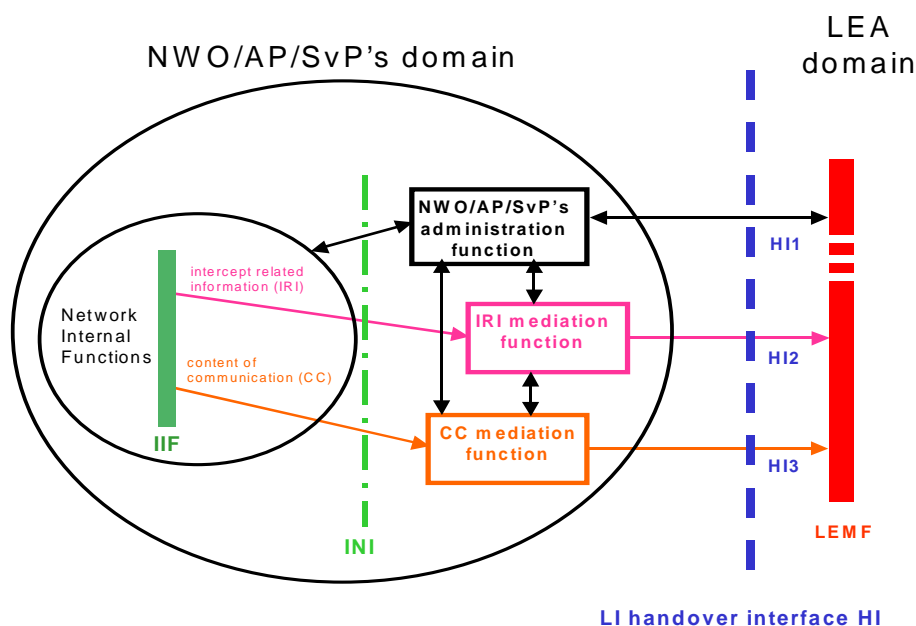 NWO/AP/SvP's domain
LEA
domain
NWO/AP/SvP's
administration
function
HI1
intercept related
information (IRI)
Network
Internal
Functions
IRI mediation
function
HI2
content of
communication (CC)
CC mediation
function
IIF
HI3
INI
LEMF
LI handover interface HI